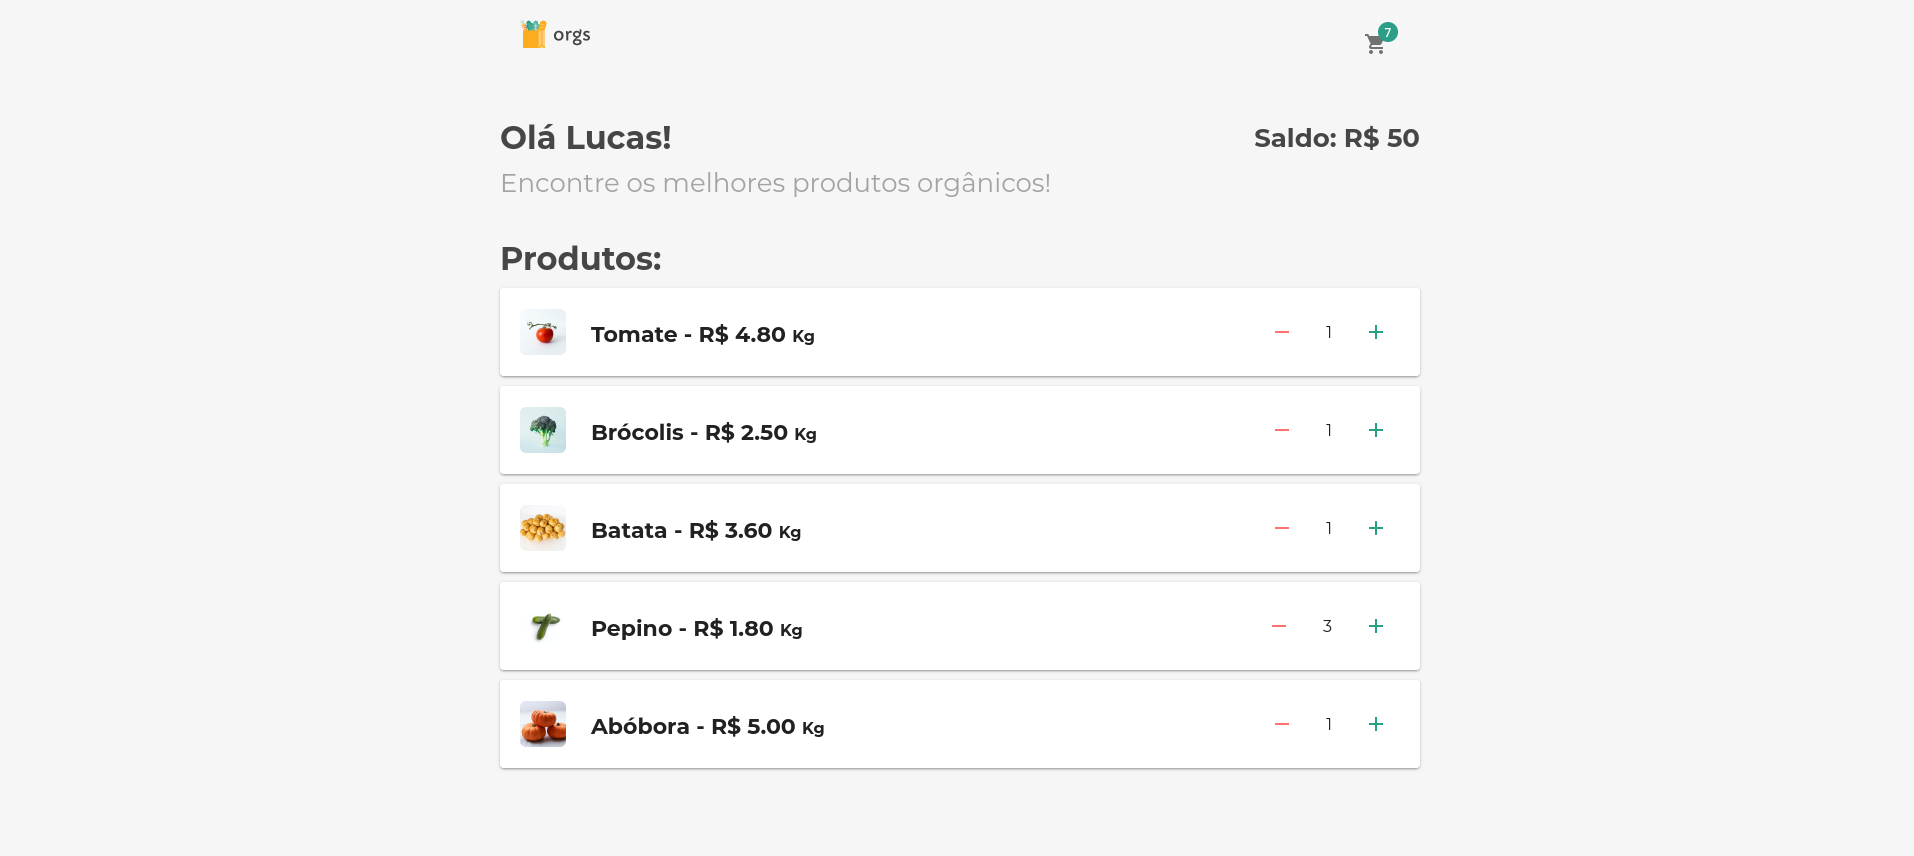 orgs
7
Olá Lucas!
Saldo: R$ 50
Encontre os melhores produtos orgânicos!
Produtos:
Tomate - R$ 4.80 Kg
1
Brócolis - R$ 2.50 Kg
1
Batata - R$ 3.60 Kg
1
Pepino - R$ 1.80 Kg
3
Abóbora - R$ 5.00 Kg
1